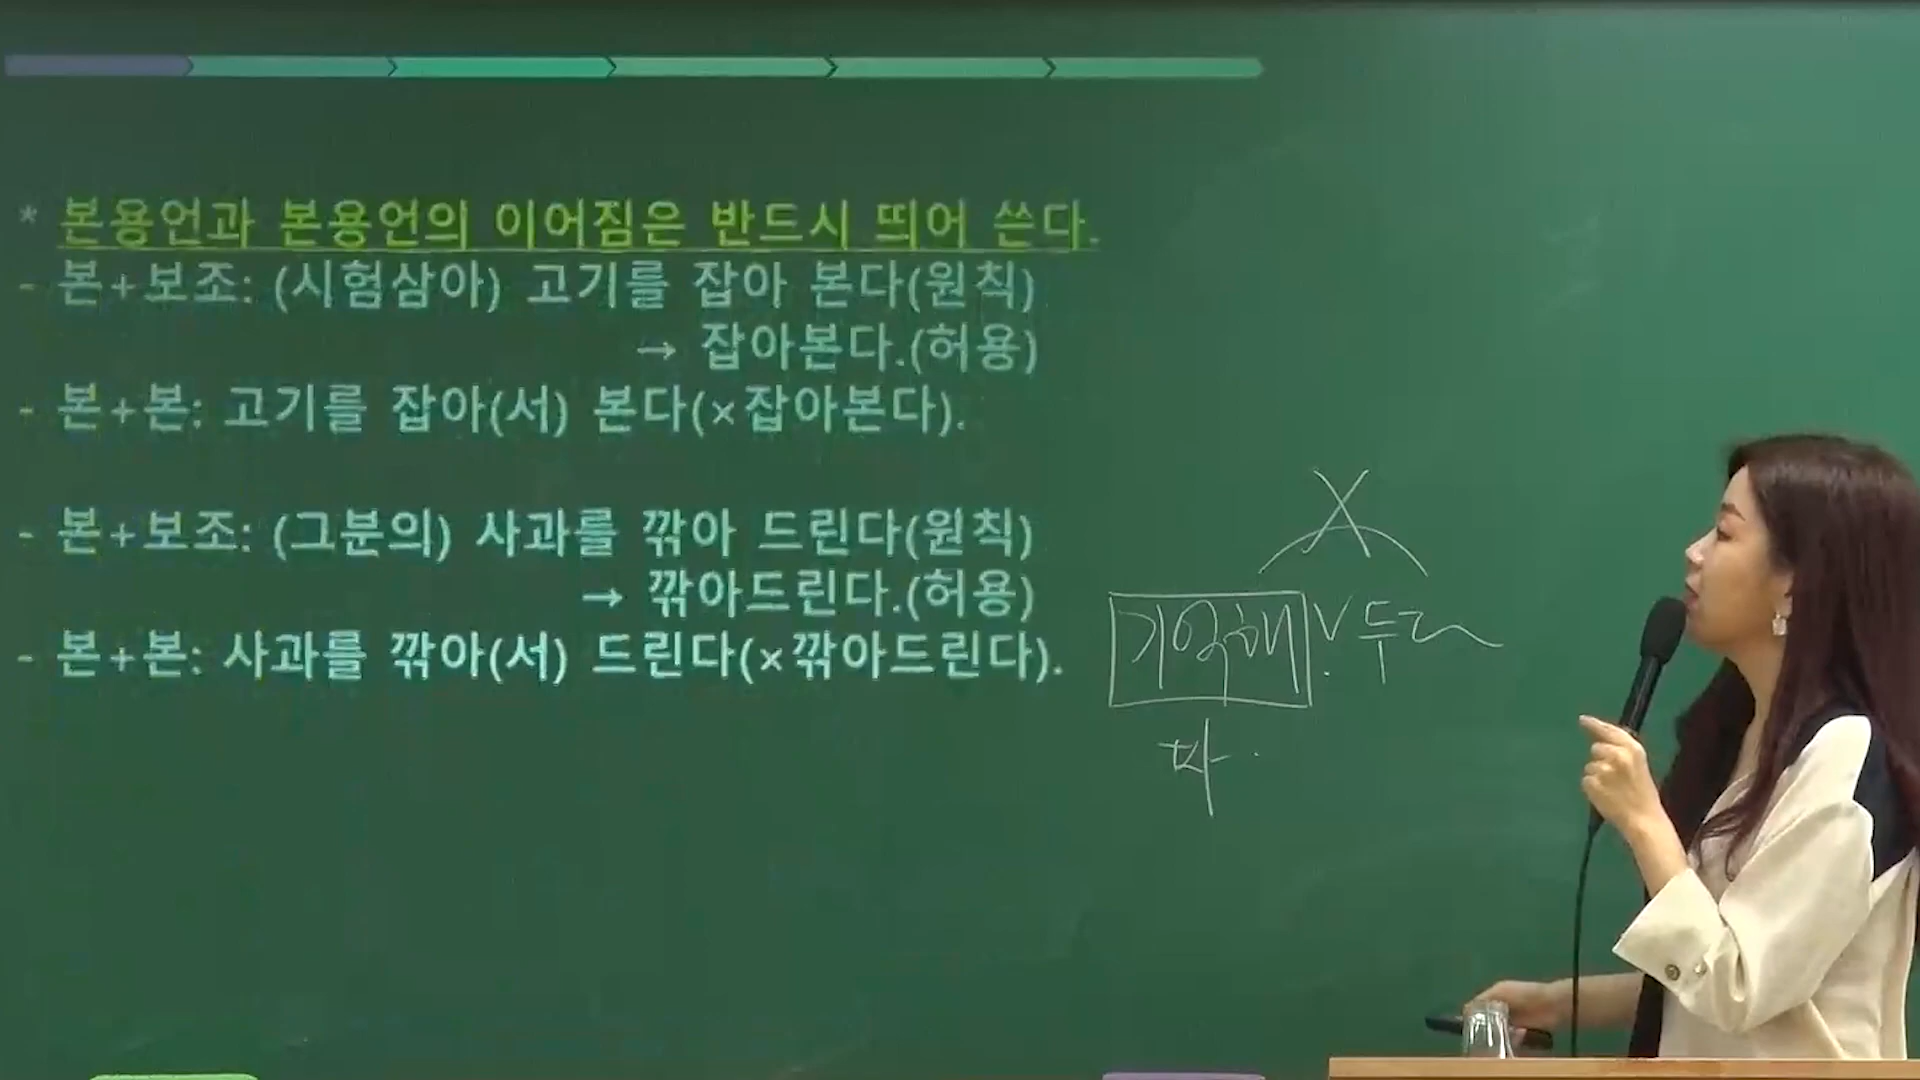 * 본용언과 본용언의 이어짐은 반드시 띄어 쓴다.
- 본+보조: (시험삼아) 고기를 잡아 본다(원칙)
→ 잡아본다.(허용)
- 본+본: 고기를 잡아(서) 본다(×잡아본다).
- 본+보조: (그분의) 사과를 깎아 드린다(원칙)
→ 깎아드린다.(허용)
- 본+본: 사과를 깎아(서) 드린다(×깎아드린다).
X
기억해 V 두
파